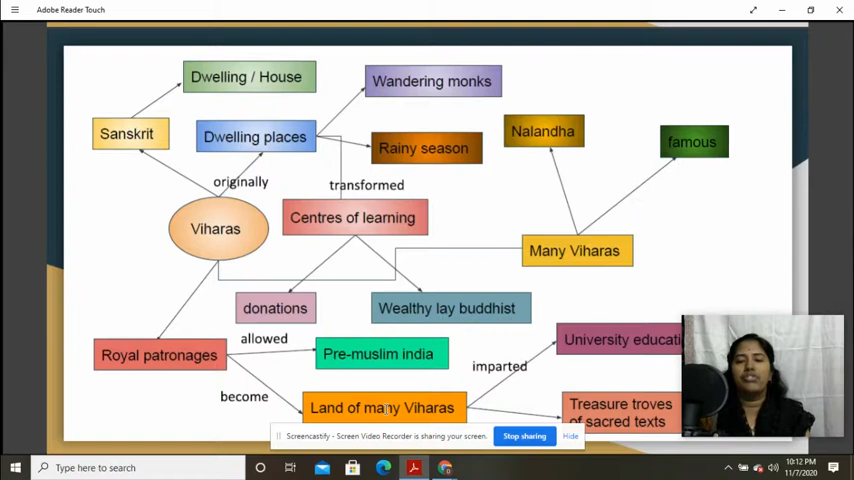 Adobe Reader Touch
Dwelling / House
Wandering monks
Sanskrit
Dwelling places
Nalandha
famous
Rainy season
originally
transformed
Viharas
Centres of learning
Many Viharas
donations
Wealthy lay buddhist
allowed
Royal patronages
Pre-muslim india
University educati
imparted
become
Land of many Viharas
Treasure troves
of sacred texts
Screencastify - Screen Video Recorder is sharing your screen.
Stop sharing
Hide
Type here to search
10:12 PM
11/7/2020